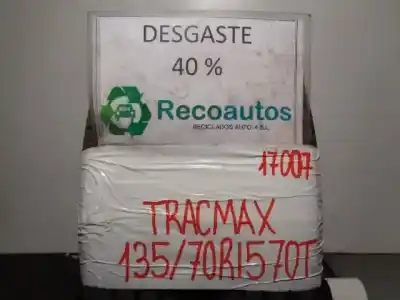 DESGASTE
40 %
Recoautos
RECICLADOS AUTO 4 S.L.
17007
TRACMAX
135/70R1570T